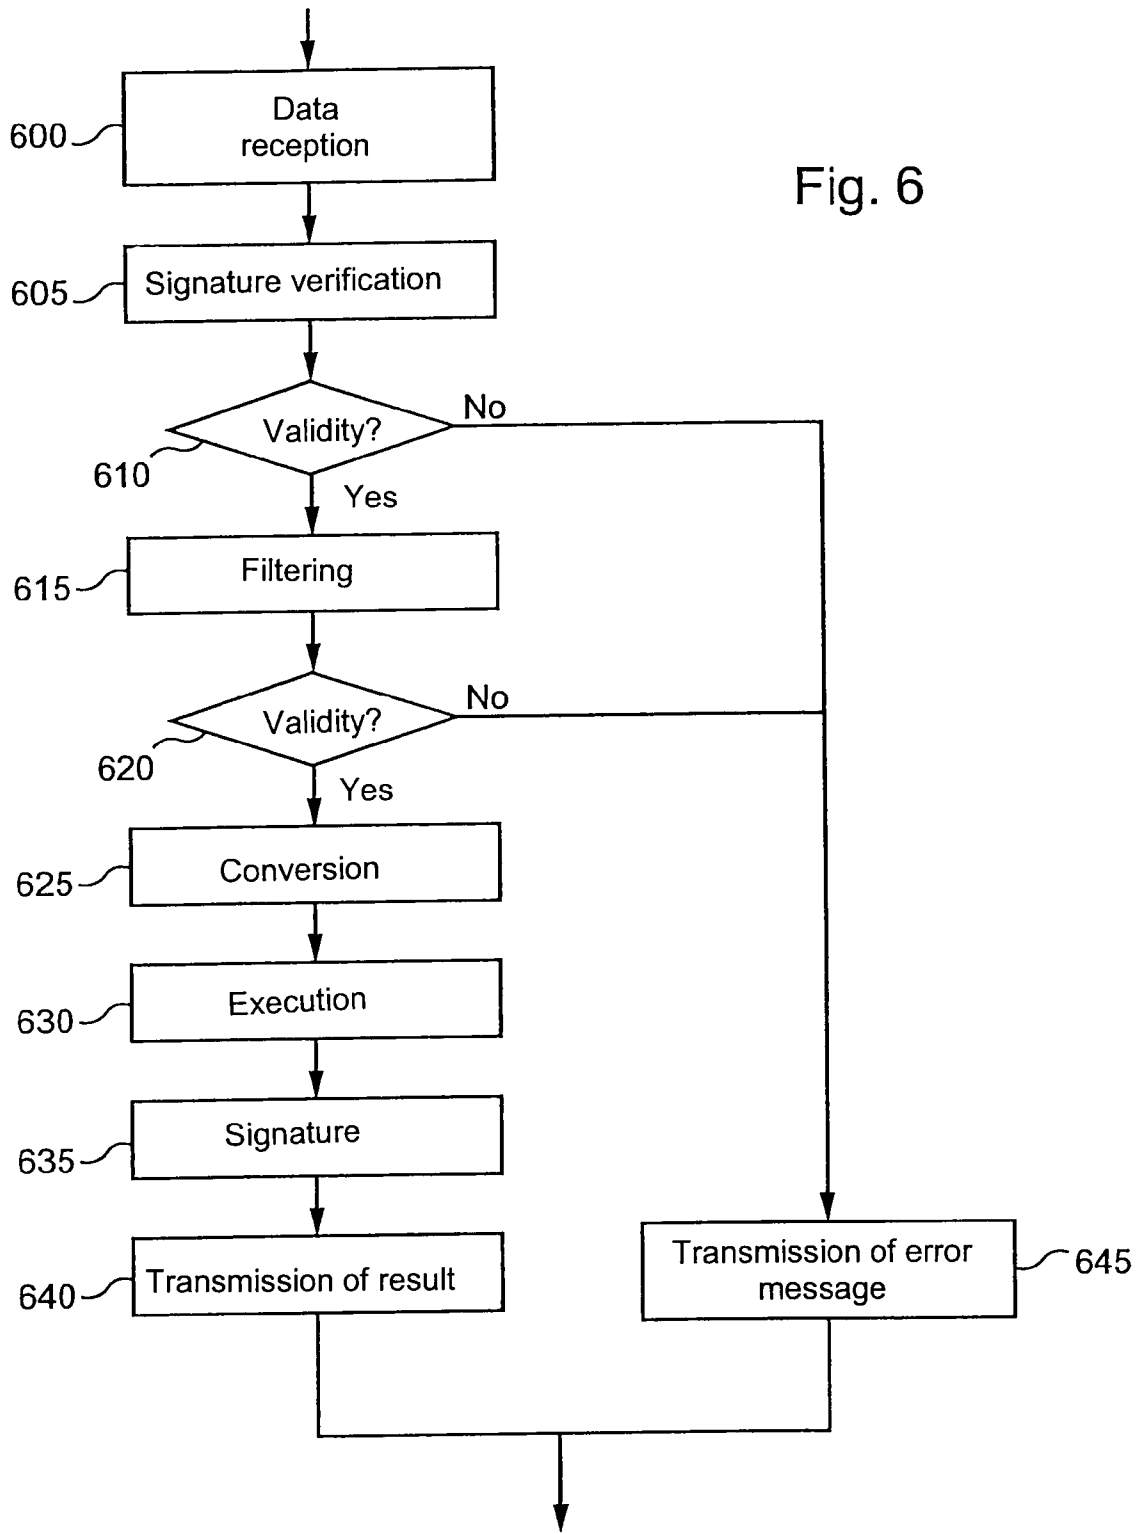 Data
reception
600
Fig. 6
Signature verification
605
No
Validity?
610
Yes
Filtering
615
No
Validity?
620
Yes
Conversion
625
Execution
630
Signature
635
Transmission of result
640
Transmission of error
message
645